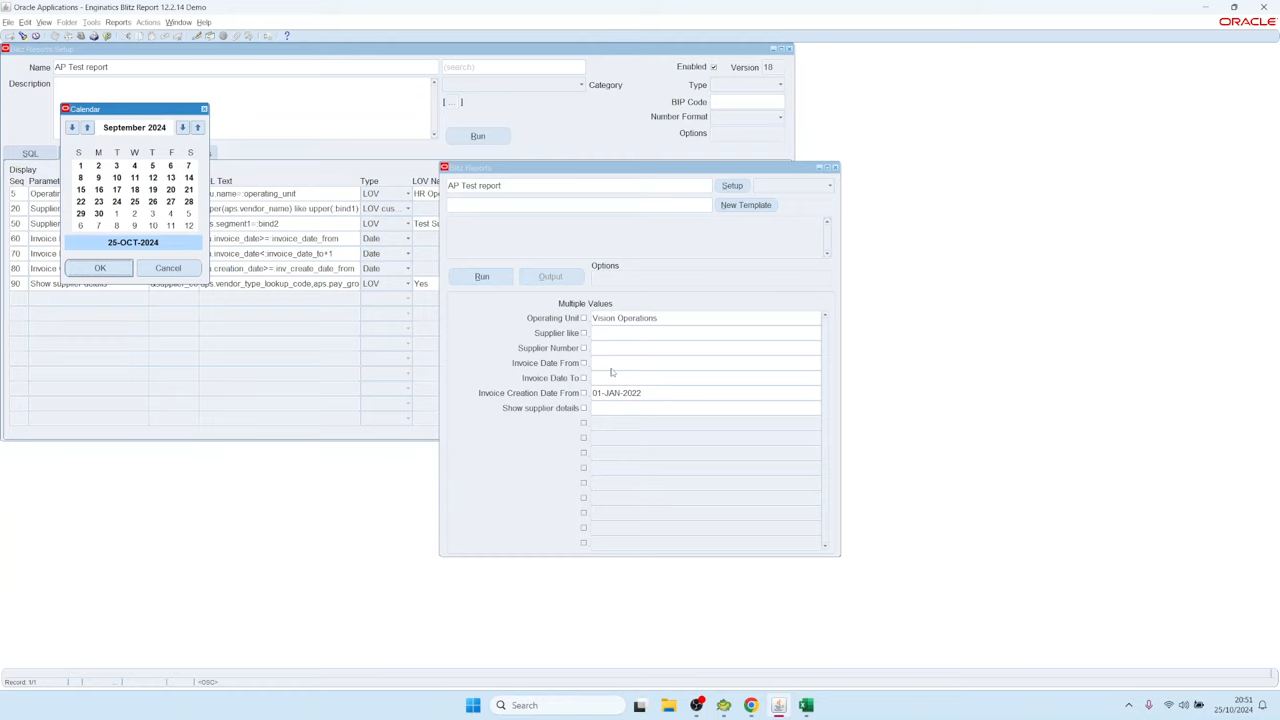 Oracle Applications - Enginatics Blitz Report 12.2.14 Demo
File Edit View Folder Tools Reports Actions Window Help
ORACLE
Blitz Reports Setup
Name AP Test report (search) Enabled Version 18
Description Category Type
[ ... ] BIP Code
Number Format
Run Options
Calendar
September 2024
S M T W T F S
1 2 3 4 5 6 7
8 9 10 11 12 13 14
15 16 17 18 19 20 21
22 23 24 25 26 27 28
29 30 1 2 3 4 5
6 7 8 9 10 11 12
25-OCT-2024
OK Cancel
SQL
Display
Seq Type
5 LOV
20 LOV cus...
50 LOV
60 Date
70 Date
80 Date
90 Show supplier details LOV Yes
Blitz Reports
AP Test report Setup
New Template
Options
Run Output
Multiple Values
Operating Unit Vision Operations
Supplier like
Supplier Number
Invoice Date From
Invoice Date To
Invoice Creation Date From 01-JAN-2022
Show supplier details
Record: 1/1 ... <OSC>
Search
20:51
25/10/2024